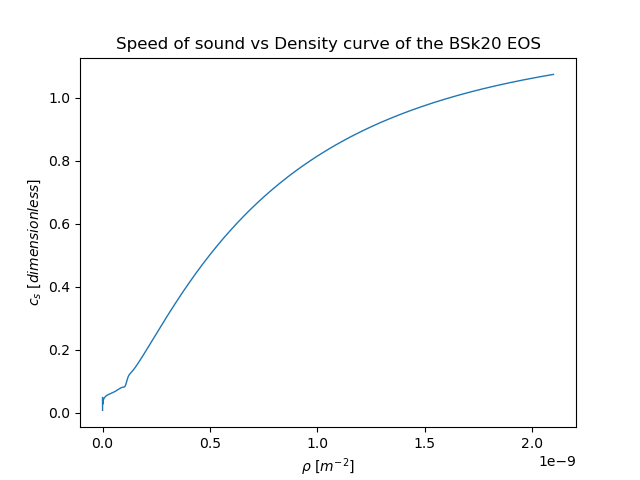 Speed of sound vs Density curve of the BSk20 EOS
1.0
0.8
0.6
0.4
0.2
0.0
c_s [dimensionless]
0.0 0.5 1.0 1.5 2.0
1e−9
ρ [m⁻²]